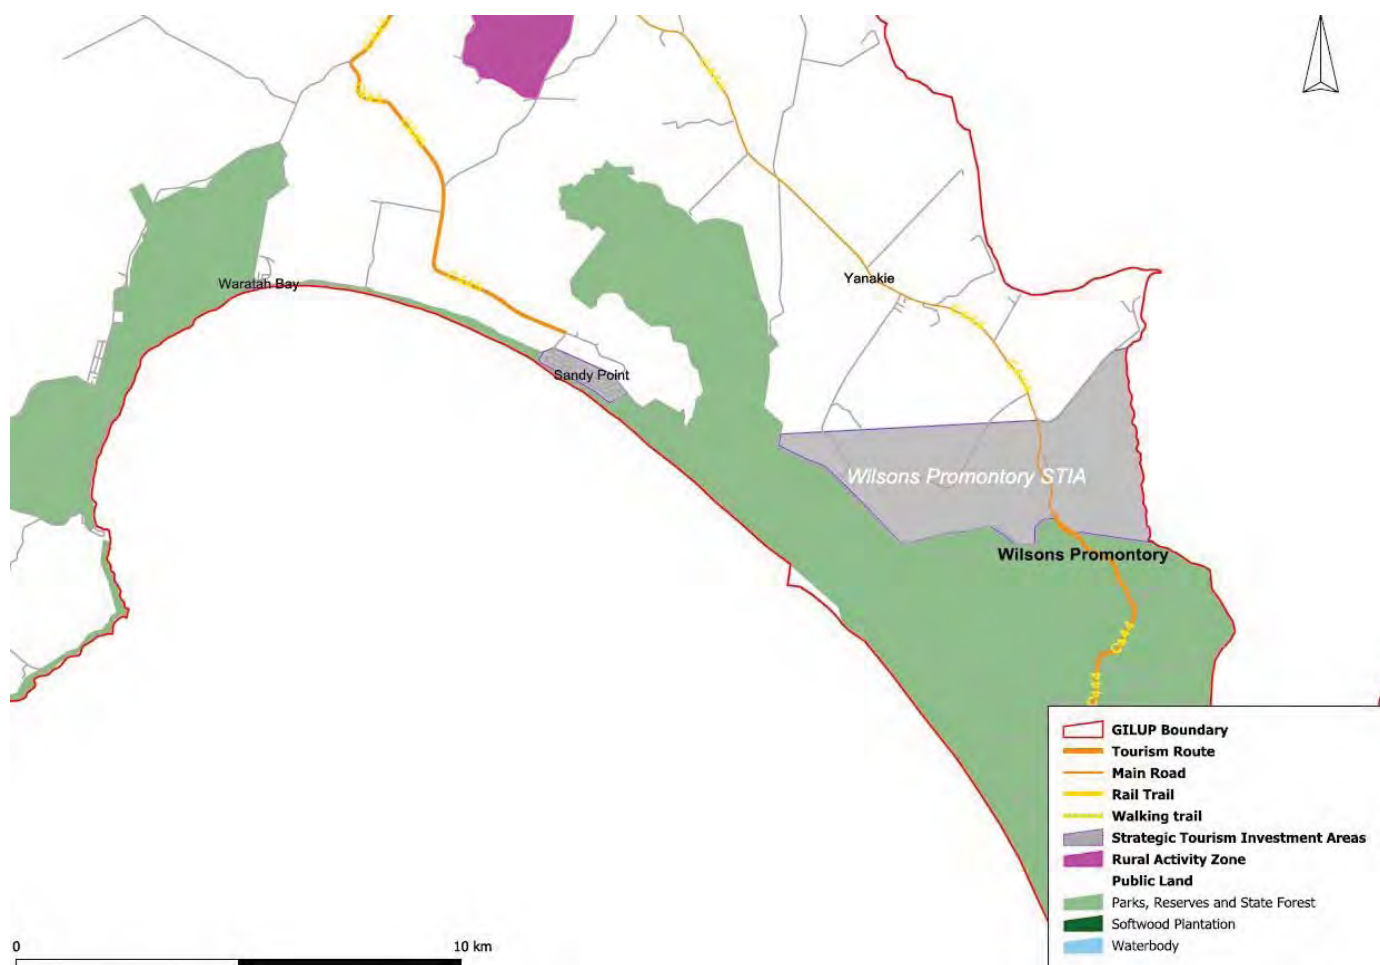 Waratah Bay
Yanakie
Sandy Point
Wilsons Promontory STIA
Wilsons Promontory
C444
C444
GILUP Boundary
Tourism Route
Main Road
Rail Trail
Walking trail
Strategic Tourism Investment Areas
Rural Activity Zone
Public Land
Parks, Reserves and State Forest
Softwood Plantation
Waterbody
0
10 km